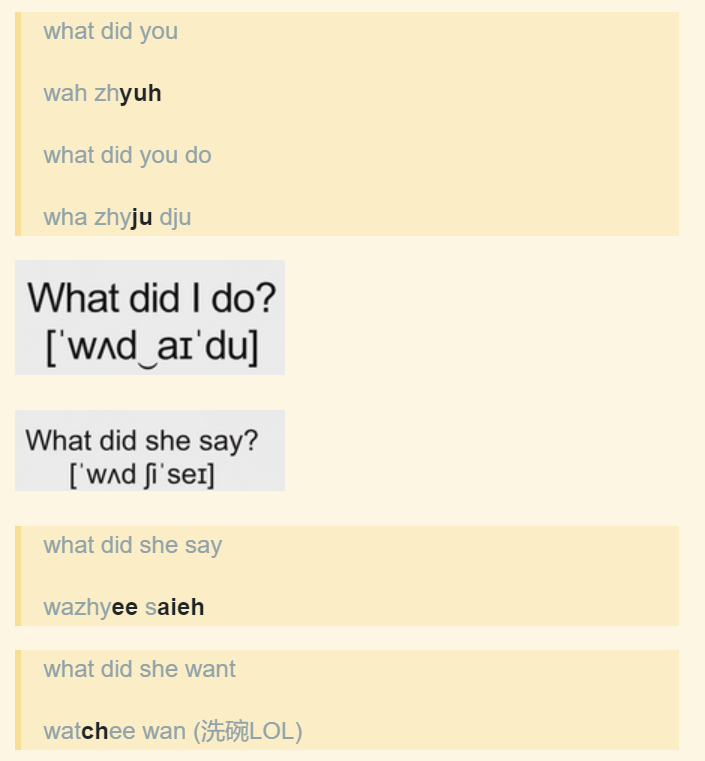 what did you
wah zhyuh
what did you do
wha zhyju dju
What did I do?
[ˈwʌd‿aɪˈdu]
What did she say?
[ˈwʌd ʃiˈseɪ]
what did she say
wazhyee saieh
what did she want
watchee wan (洗碗LOL)